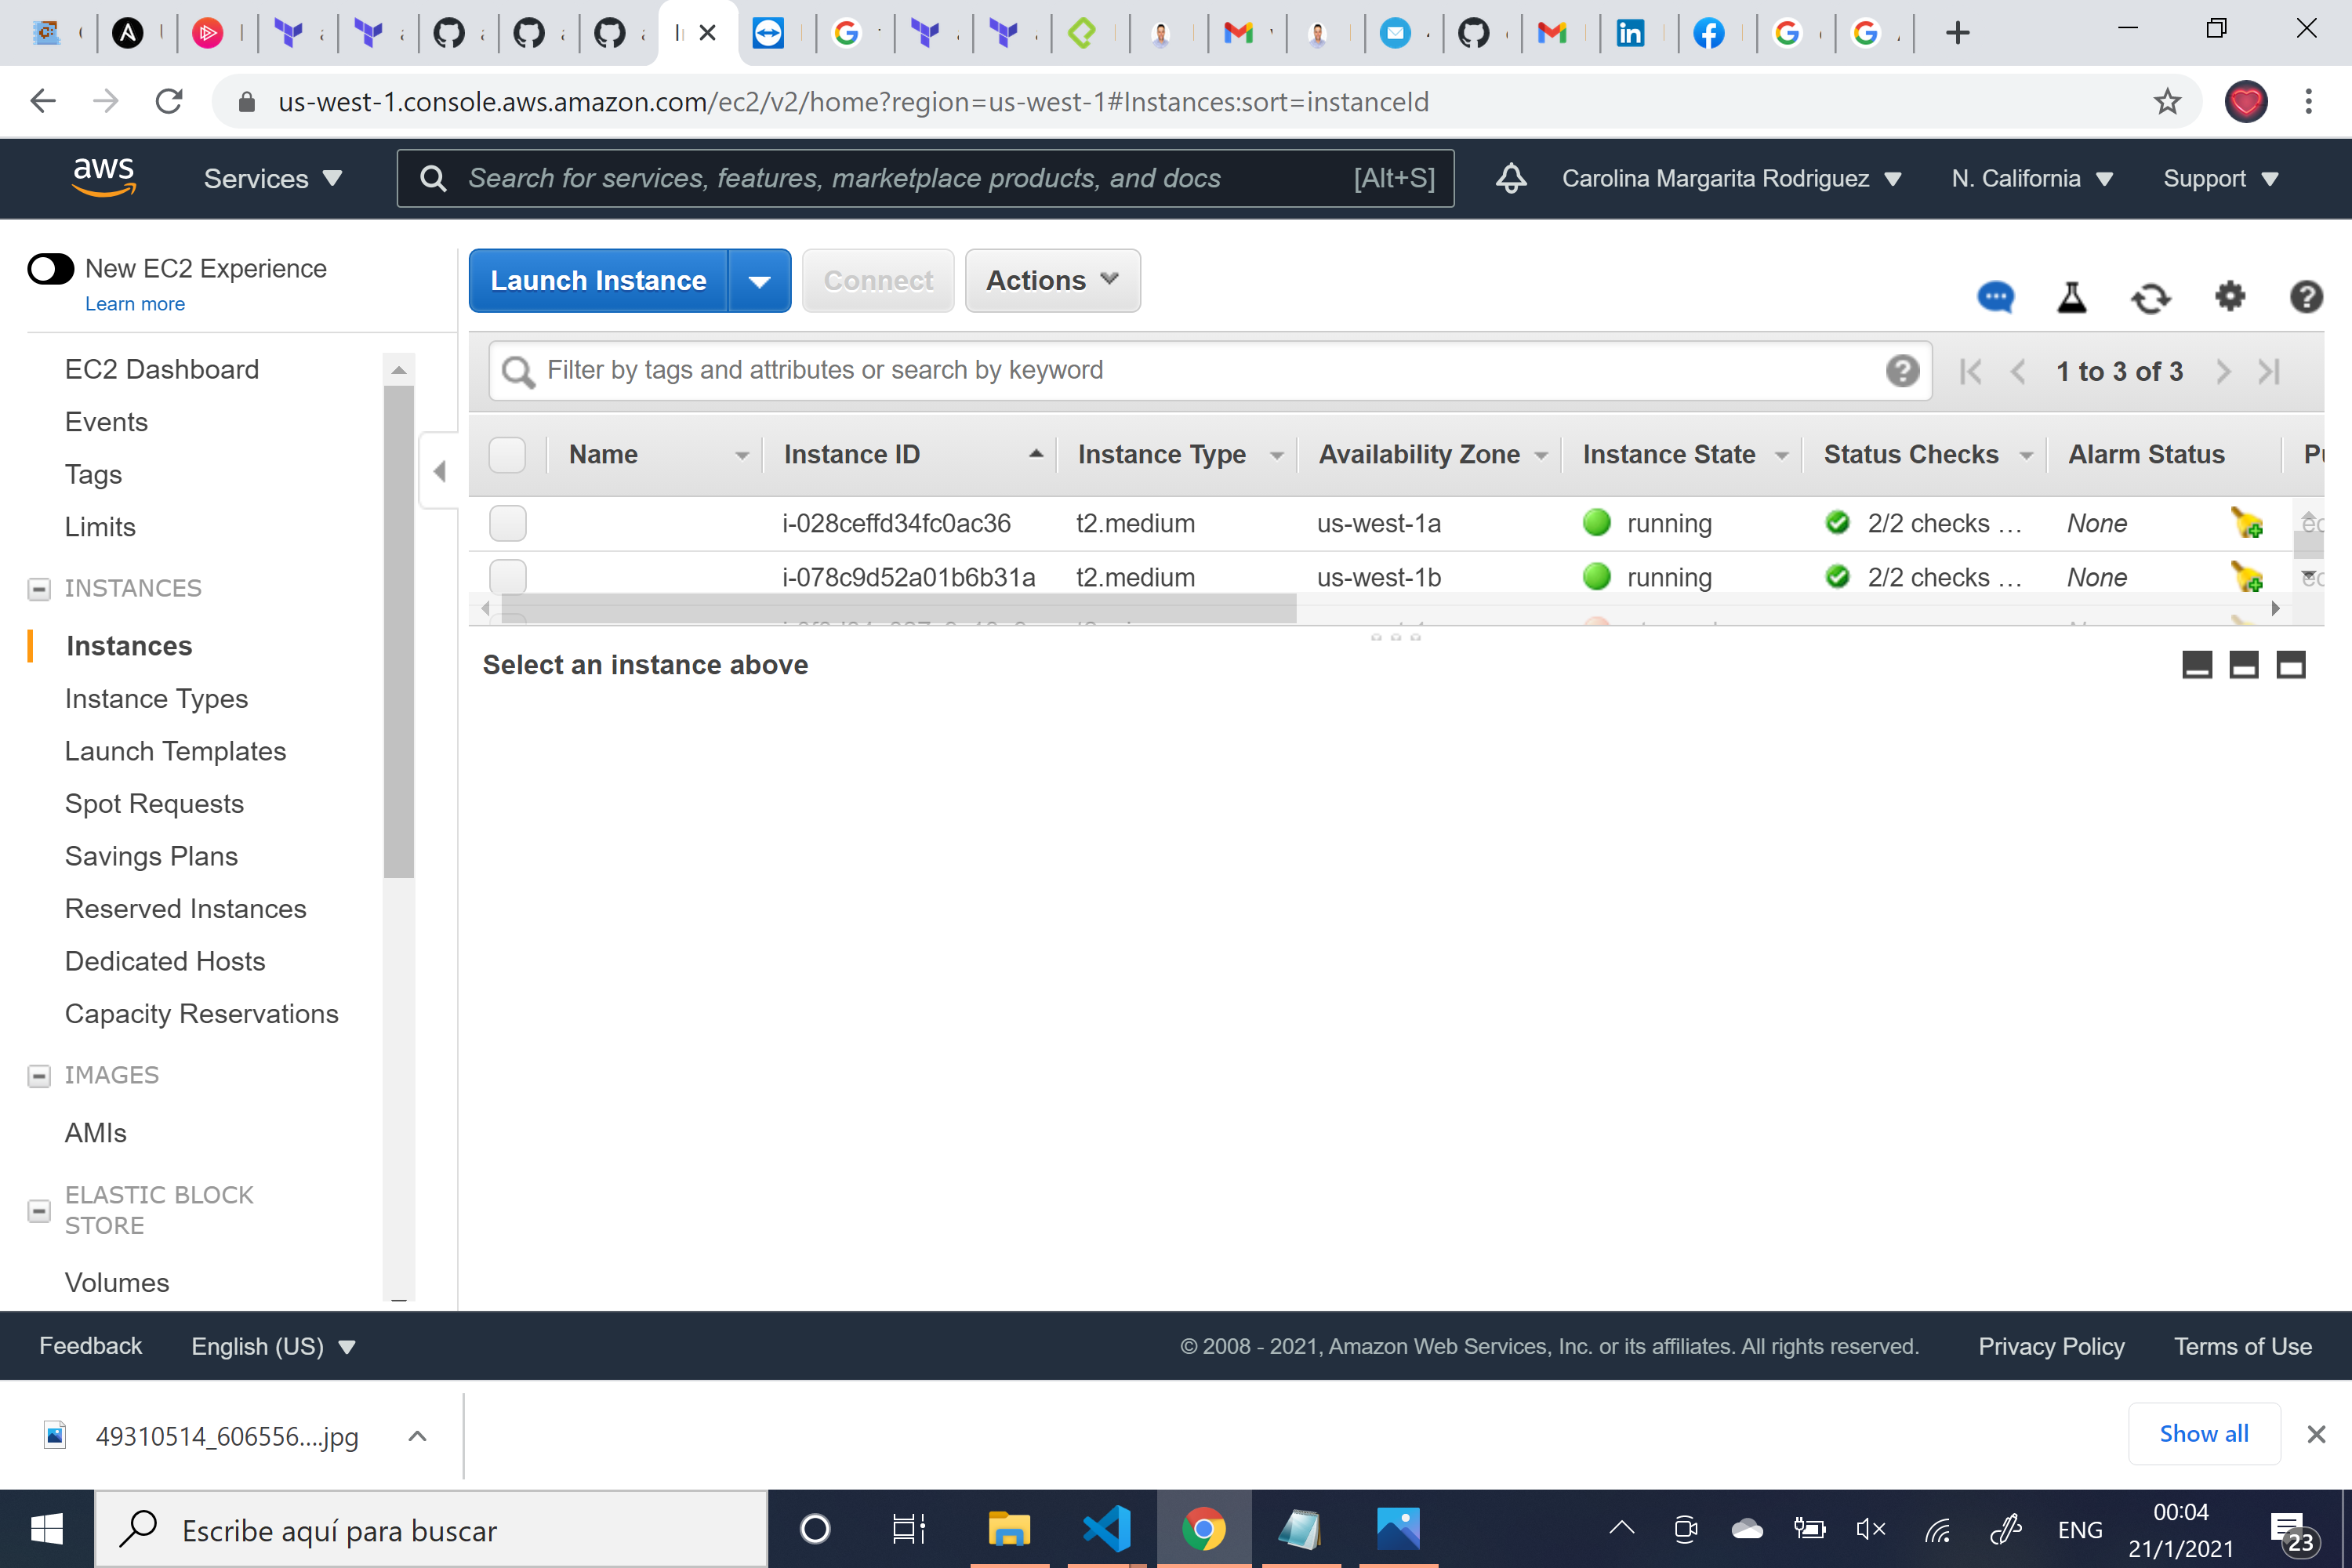 us-west-1.console.aws.amazon.com/ec2/v2/home?region=us-west-1#Instances:sort=instanceId
aws
Services
Search for services, features, marketplace products, and docs [Alt+S]
Carolina Margarita Rodriguez
N. California
Support
New EC2 Experience
Learn more
Launch Instance
Connect
Actions
Filter by tags and attributes or search by keyword
1 to 3 of 3
Name Instance ID Instance Type Availability Zone Instance State Status Checks Alarm Status
i-028ceffd34fc0ac36 t2.medium us-west-1a running 2/2 checks … None
i-078c9d52a01b6b31a t2.medium us-west-1b running 2/2 checks … None
Select an instance above
EC2 Dashboard
Events
Tags
Limits
INSTANCES
Instances
Instance Types
Launch Templates
Spot Requests
Savings Plans
Reserved Instances
Dedicated Hosts
Capacity Reservations
IMAGES
AMIs
ELASTIC BLOCK
STORE
Volumes
Feedback
English (US)
© 2008 - 2021, Amazon Web Services, Inc. or its affiliates. All rights reserved.
Privacy Policy
Terms of Use
49310514_606556....jpg
Show all
Escribe aquí para buscar
ENG
00:04
21/1/2021
23